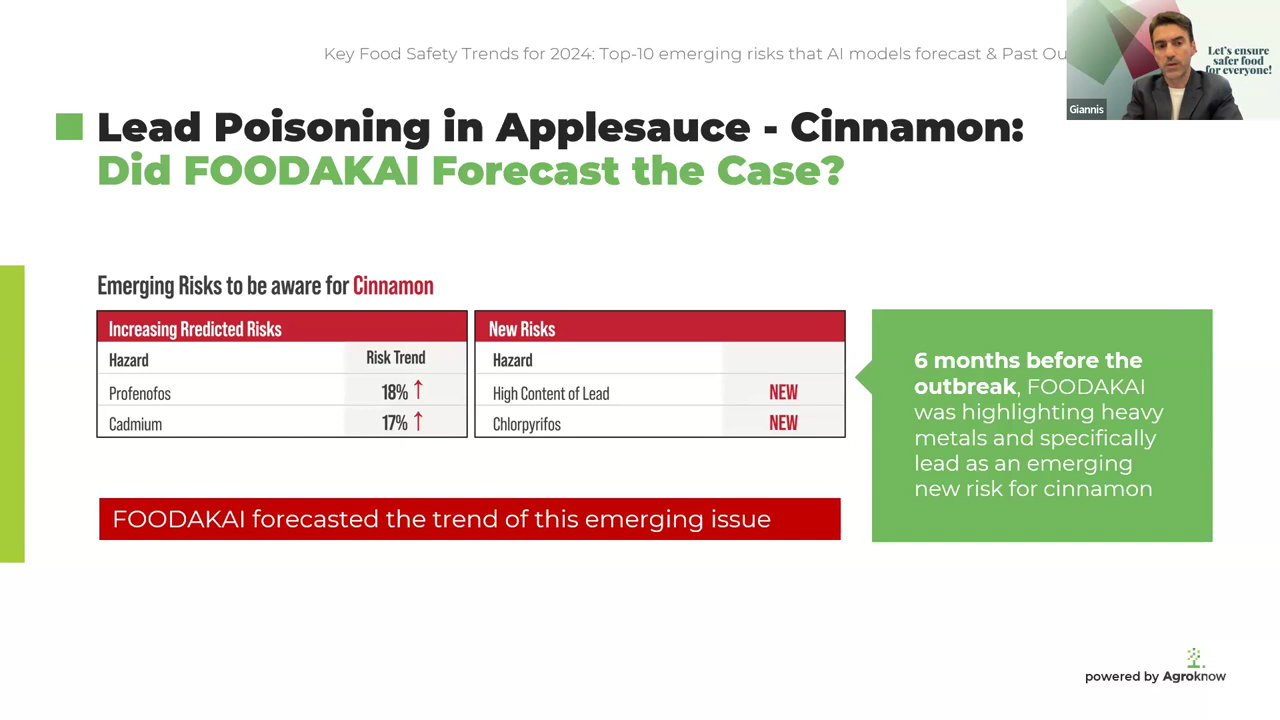 Key Food Safety Trends for 2024: Top-10 emerging risks that AI models forecast & Past
Let's ensure
safer food
for everyone!
Giannis
Lead Poisoning in Applesauce - Cinnamon:
Did FOODAKAI Forecast the Case?
Emerging Risks to be aware for Cinnamon
Increasing Rredicted Risks
Hazard Risk Trend
Profenofos 18% ↑
Cadmium 17% ↑
New Risks
Hazard
High Content of Lead NEW
Chlorpyrifos NEW
6 months before the
outbreak, FOODAKAI
was highlighting heavy
metals and specifically
lead as an emerging
new risk for cinnamon
FOODAKAI forecasted the trend of this emerging issue
powered by Agroknow